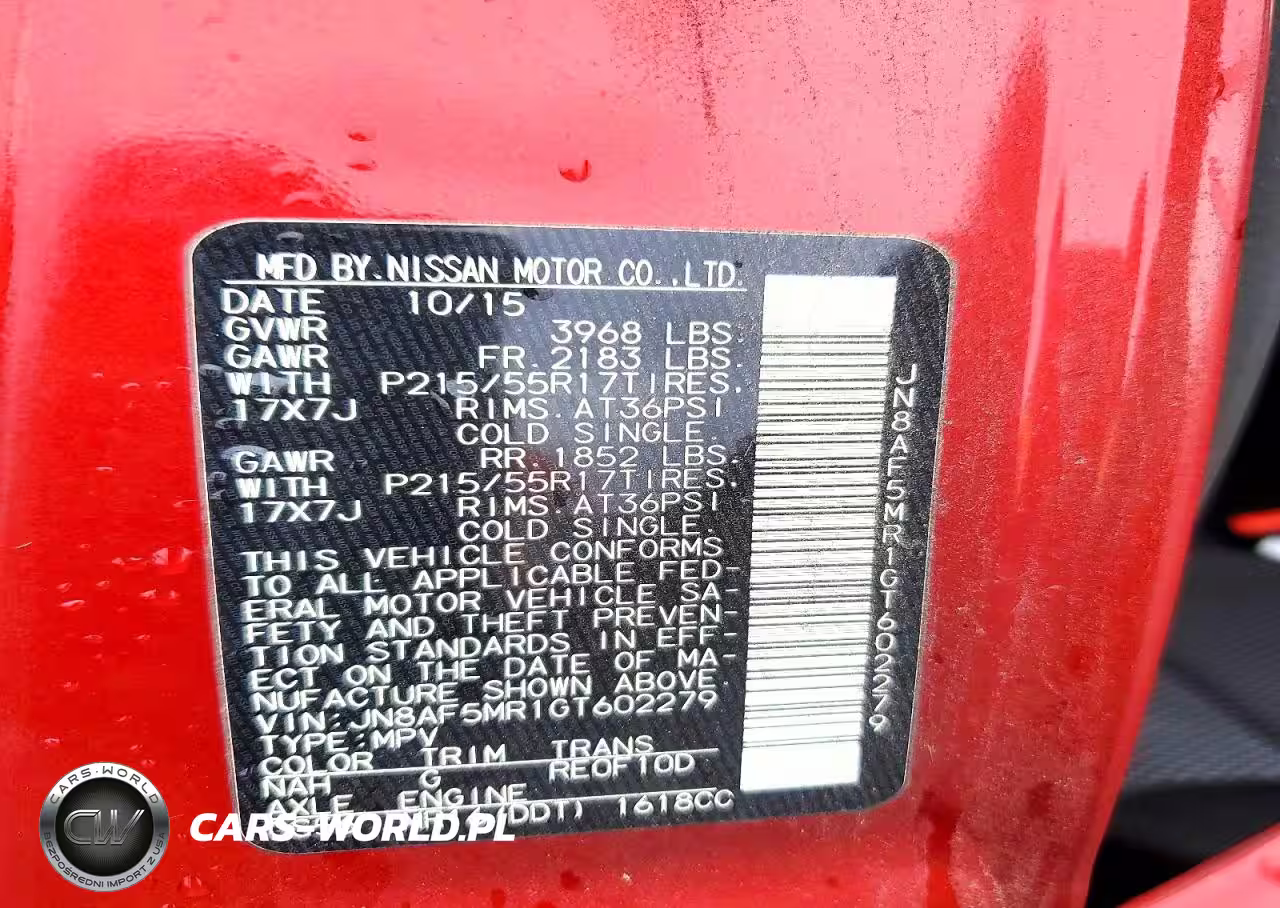 MFD BY.NISSAN MOTOR CO.,LTD.
DATE 10/15
GVWR 3968 LBS.
GAWR FR.2183 LBS.
WITH P215/55R17TIRES.
17X7J RIMS.AT36PSI
COLD SINGLE.
GAWR RR.1852 LBS.
WITH P215/55R17TIRES.
17X7J RIMS.AT36PSI
COLD SINGLE.
THIS VEHICLE CONFORMS
TO ALL APPLICABLE FED-
ERAL MOTOR VEHICLE SA-
FETY AND THEFT PREVEN-
TION STANDARDS IN EFF-
ECT ON THE DATE OF MA-
NUFACTURE SHOWN ABOVE.
VIN:JN8AF5MR1GT602279
TYPE:MPV
COLOR TRIM TRANS
NAH G RE0F10D
AXLE ENGINE
(DDT) 1618CC
JN8AF5MR1GT602279
CARS-WORLD
CW
BEZPOŚREDNI IMPORT Z USA
CARS-WORLD.PL